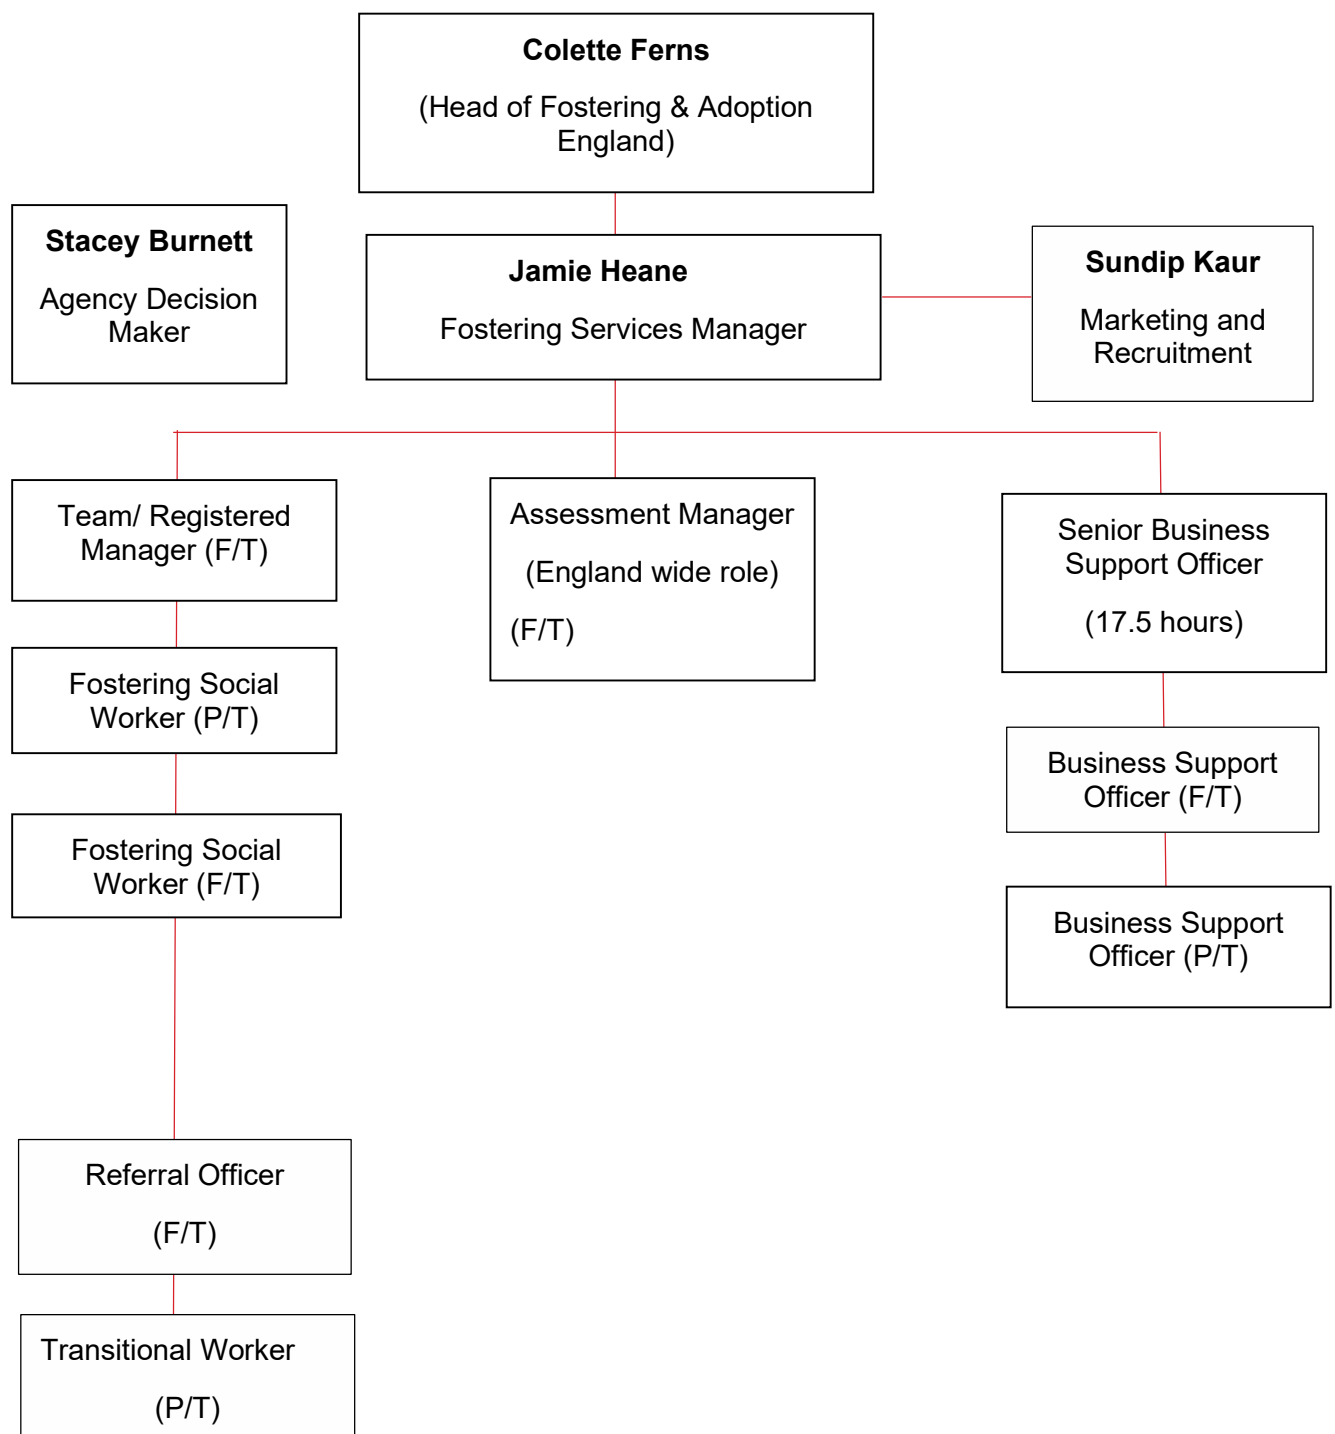 Colette Ferns
(Head of Fostering & Adoption
England)
Stacey Burnett
Agency Decision
Maker
Jamie Heane
Fostering Services Manager
Sundip Kaur
Marketing and
Recruitment
Team/ Registered
Manager (F/T)
Assessment Manager
(England wide role)
(F/T)
Senior Business
Support Officer
(17.5 hours)
Fostering Social
Worker (P/T)
Business Support
Officer (F/T)
Fostering Social
Worker (F/T)
Business Support
Officer (P/T)
Referral Officer
(F/T)
Transitional Worker
(P/T)